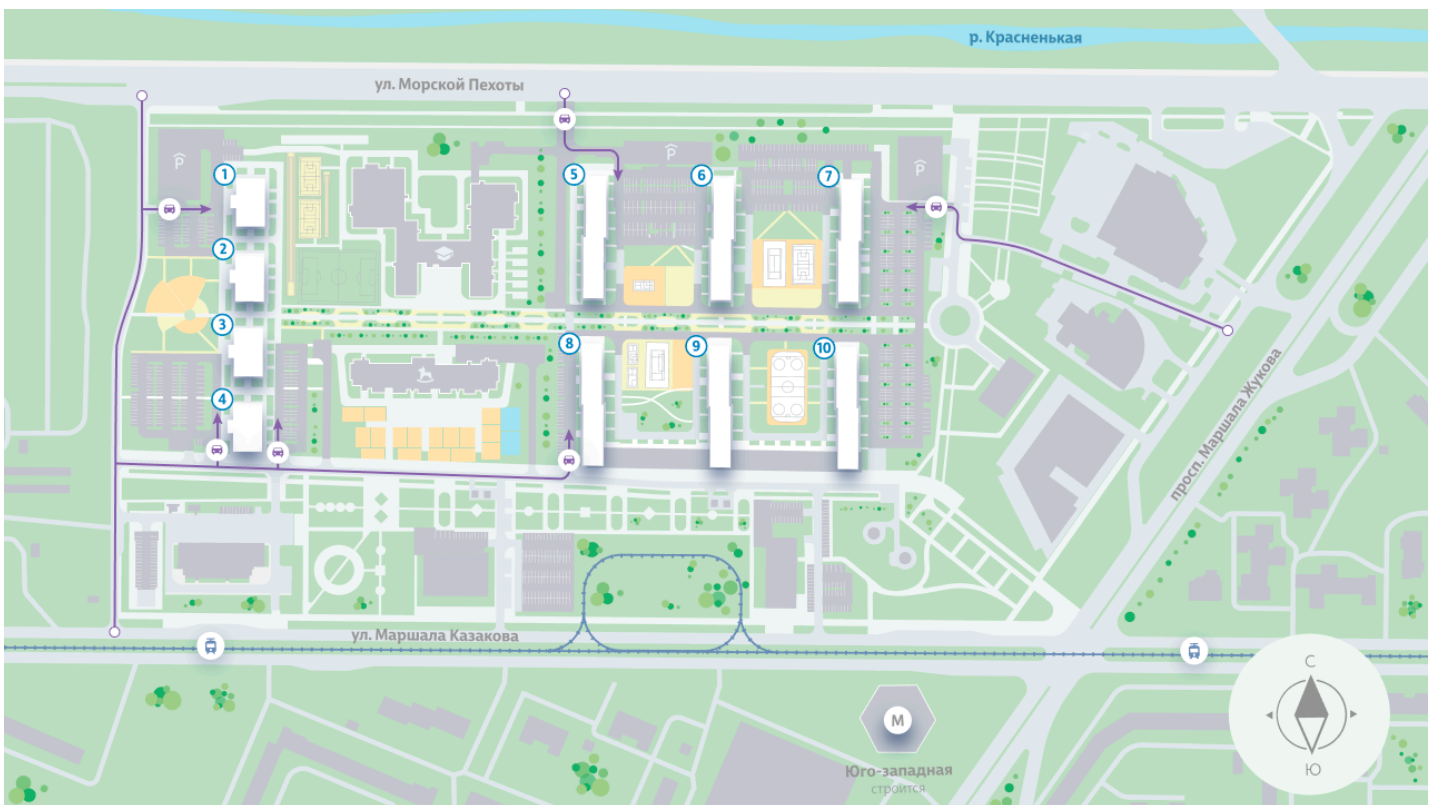 р. Красненькая
ул. Морской Пехоты
P
P
P
1
5
6
7
2
3
8
9
10
4
просп. Маршала Жукова
ул. Маршала Казакова
С
М
Юго-западная
строится
Ю